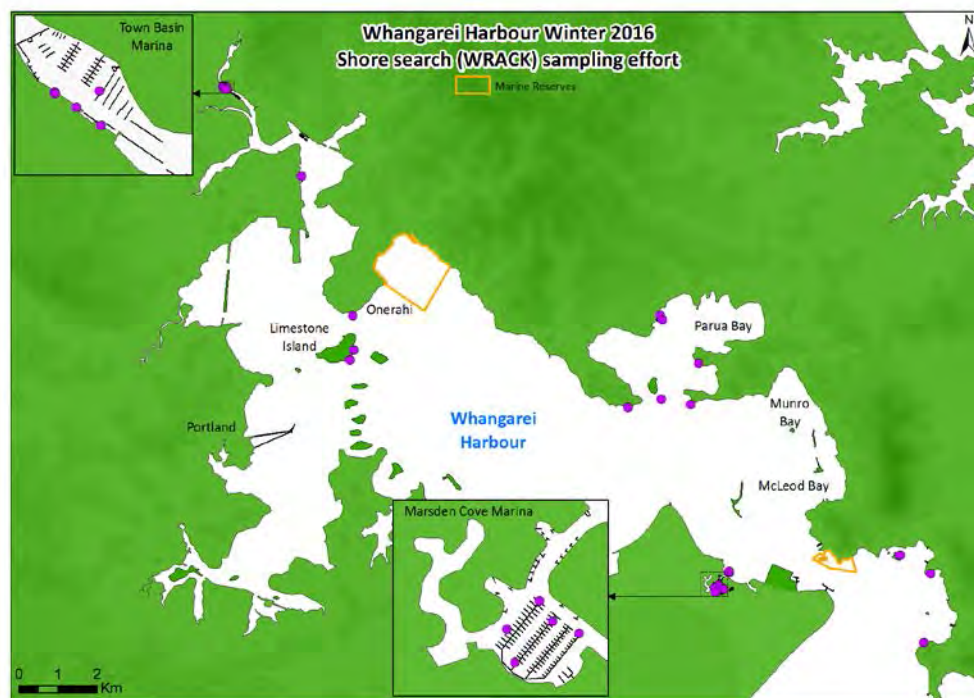 Town Basin
Marina
Whangarei Harbour Winter 2016
Shore search (WRACK) sampling effort
Marine Reserves
N
Onerahi
Limestone
Island
Parua Bay
Portland
Whangarei
Harbour
Munro
Bay
McLeod Bay
Marsden Cove Marina
0 1 2
Km